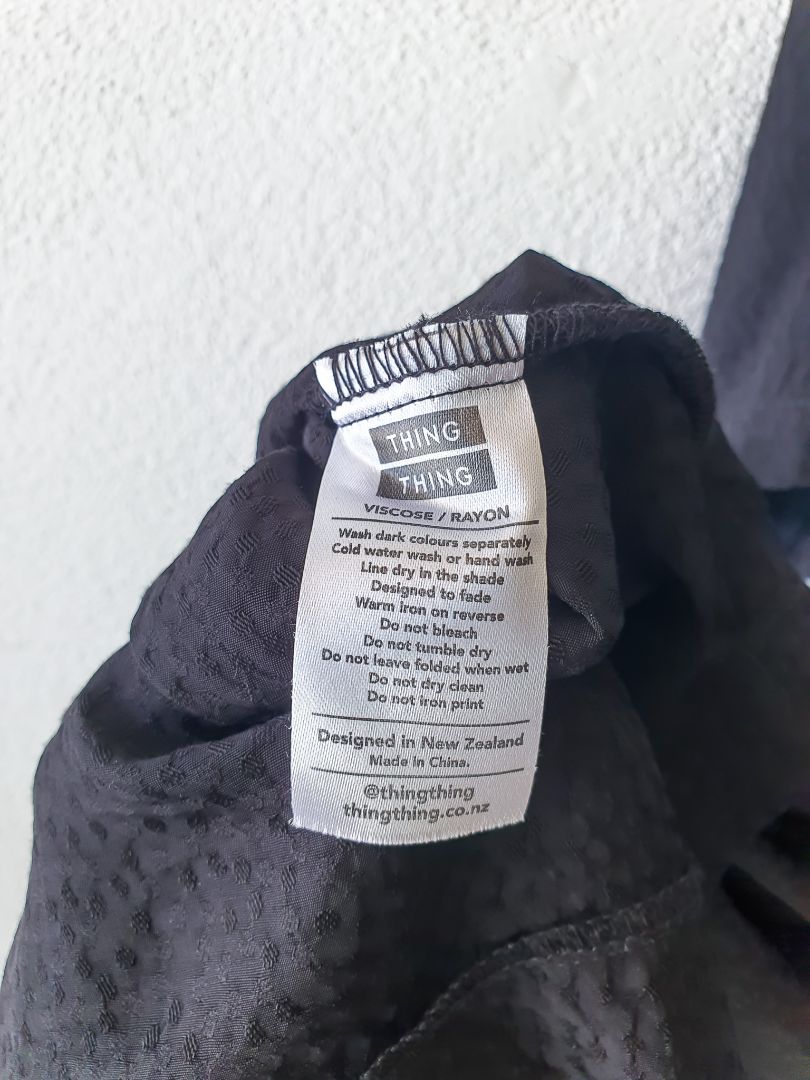 THING
THING
VISCOSE / RAYON
Wash dark colours separately
Cold water wash or hand wash
Line dry in the shade
Designed to fade
Warm iron on reverse
Do not bleach
Do not tumble dry
Do not leave folded when wet
Do not dry clean
Do not iron print
Designed in New Zealand
Made in China.
@thingthing
thingthing.co.nz